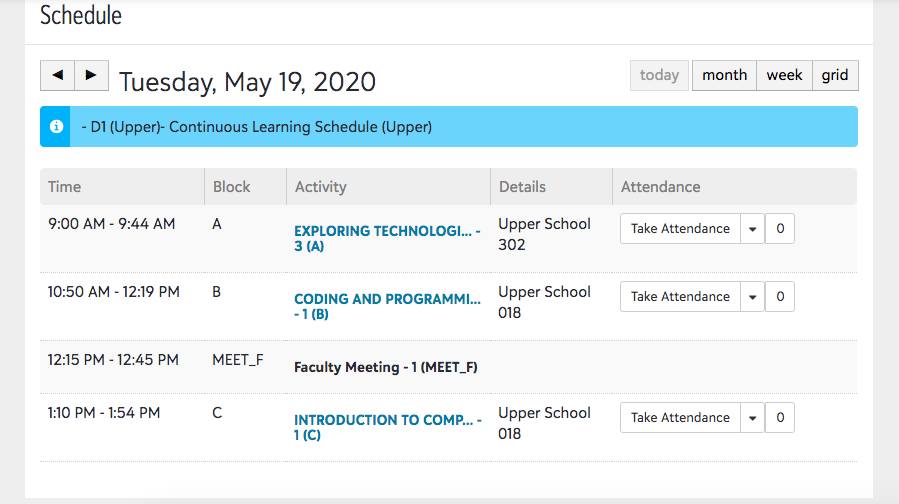 Schedule
◀ ▶ Tuesday, May 19, 2020 today month week grid
- D1 (Upper)- Continuous Learning Schedule (Upper)
Time Block Activity Details Attendance
9:00 AM - 9:44 AM A EXPLORING TECHNOLOGI... - Upper School Take Attendance 0
3 (A) 302
10:50 AM - 12:19 PM B CODING AND PROGRAMMI... Upper School Take Attendance 0
- 1 (B) 018
12:15 PM - 12:45 PM MEET_F Faculty Meeting - 1 (MEET_F)
1:10 PM - 1:54 PM C INTRODUCTION TO COMP... - Upper School Take Attendance 0
1 (C) 018